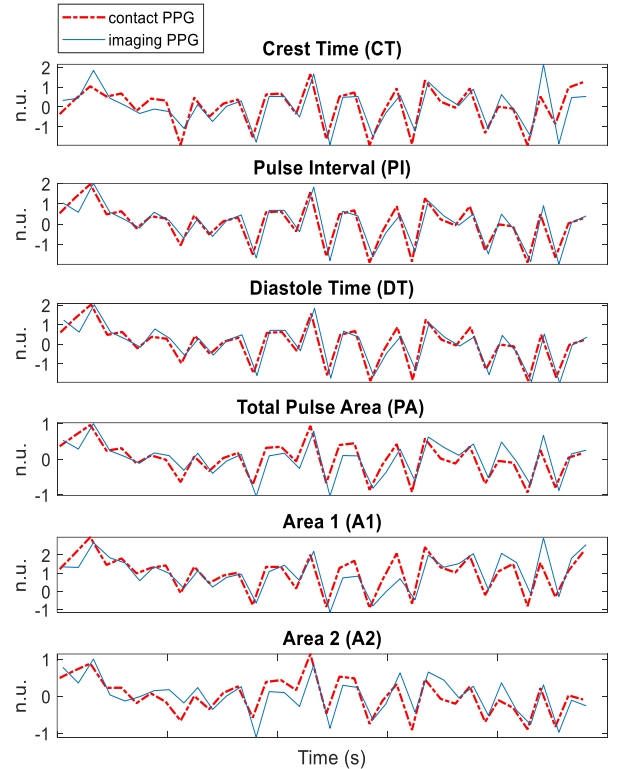 contact PPG
imaging PPG
Crest Time (CT)
2
1
0
-1
n.u.
Pulse Interval (PI)
2
1
0
-1
n.u.
Diastole Time (DT)
2
1
0
-1
n.u.
Total Pulse Area (PA)
1
0
-1
n.u.
Area 1 (A1)
2
1
0
-1
n.u.
Area 2 (A2)
1
0
-1
n.u.
Time (s)